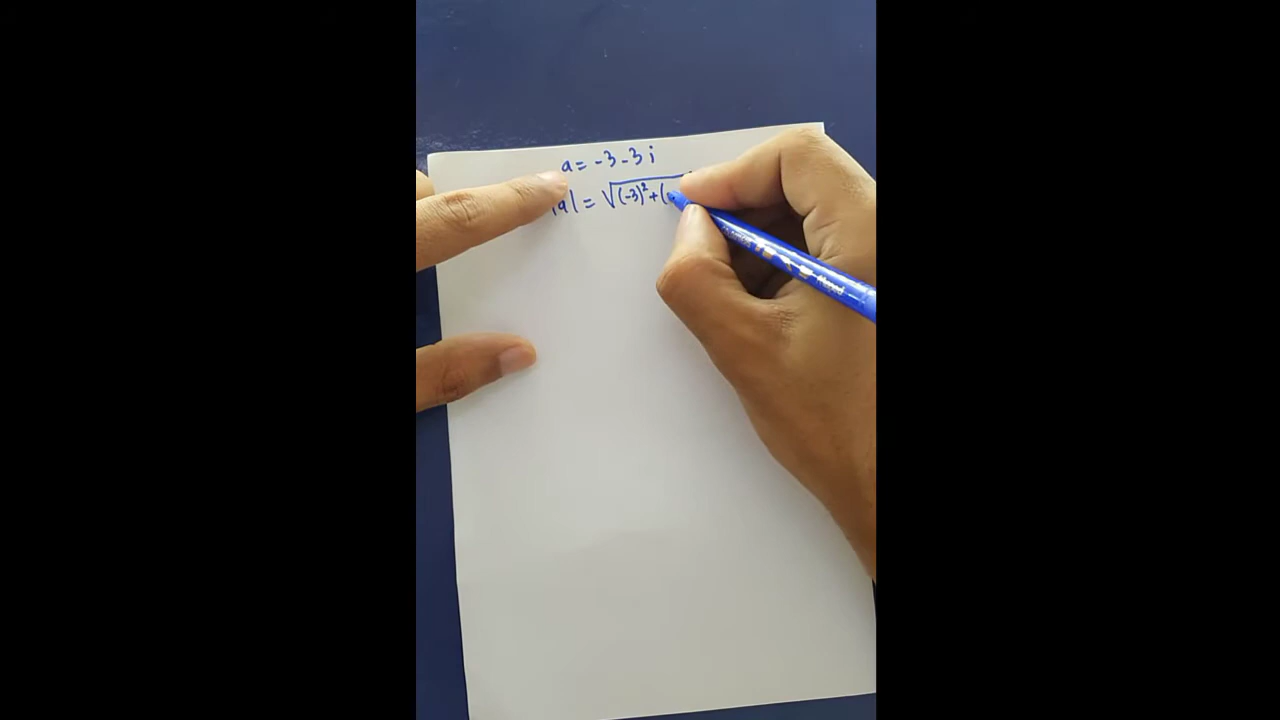 a = -3 - 3i
|a| = √(-3)² + (-